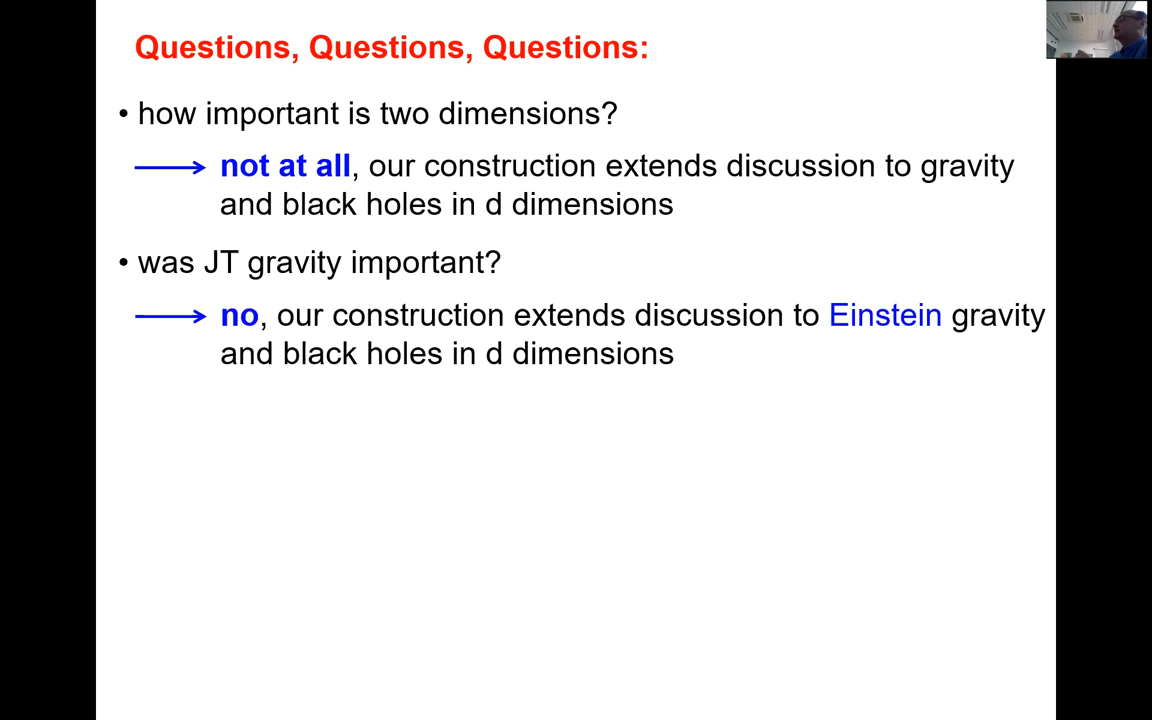 Questions, Questions, Questions:
• how important is two dimensions?
not at all, our construction extends discussion to gravity
and black holes in d dimensions
• was JT gravity important?
no, our construction extends discussion to Einstein gravity
and black holes in d dimensions